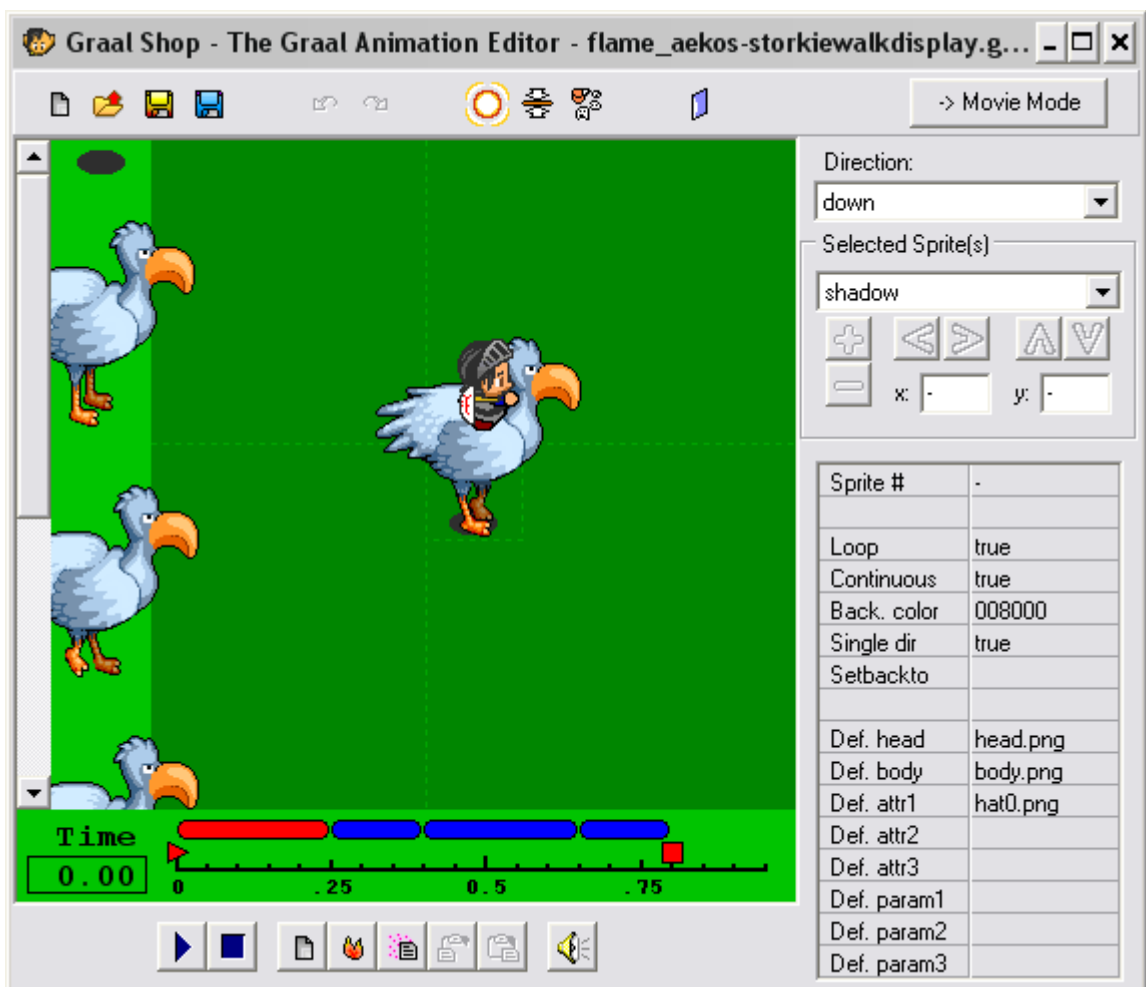 Graal Shop - The Graal Animation Editor - flame_aekos-storkiewalkdisplay.g...
-> Movie Mode
Direction:
down
Selected Sprite(s)
shadow
x: - y: -
Sprite # -
Loop true
Continuous true
Back. color 008000
Single dir true
Setbackto
Def. head head.png
Def. body body.png
Def. attr1 hat0.png
Def. attr2
Def. attr3
Def. param1
Def. param2
Def. param3
Time
0.00
0 .25 0.5 .75